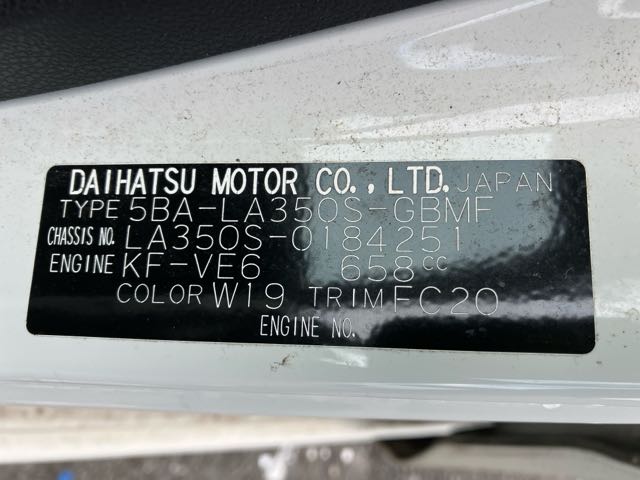 DAIHATSU MOTOR CO.,LTD. JAPAN
TYPE 5BA-LA350S-GBMF
CHASSIS NO. LA350S-0184251
ENGINE KF-VE6 658cc
COLOR W19 TRIM FC20
ENGINE NO.